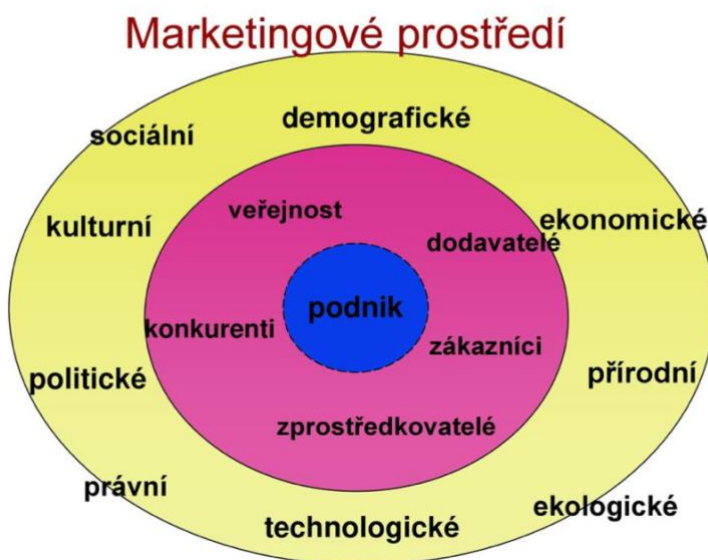 Marketingové prostředí
demografické
sociální
veřejnost
kulturní
ekonomické
dodavatelé
podnik
konkurenti
zákazníci
politické
přírodní
zprostředkovatelé
právní
ekologické
technologické